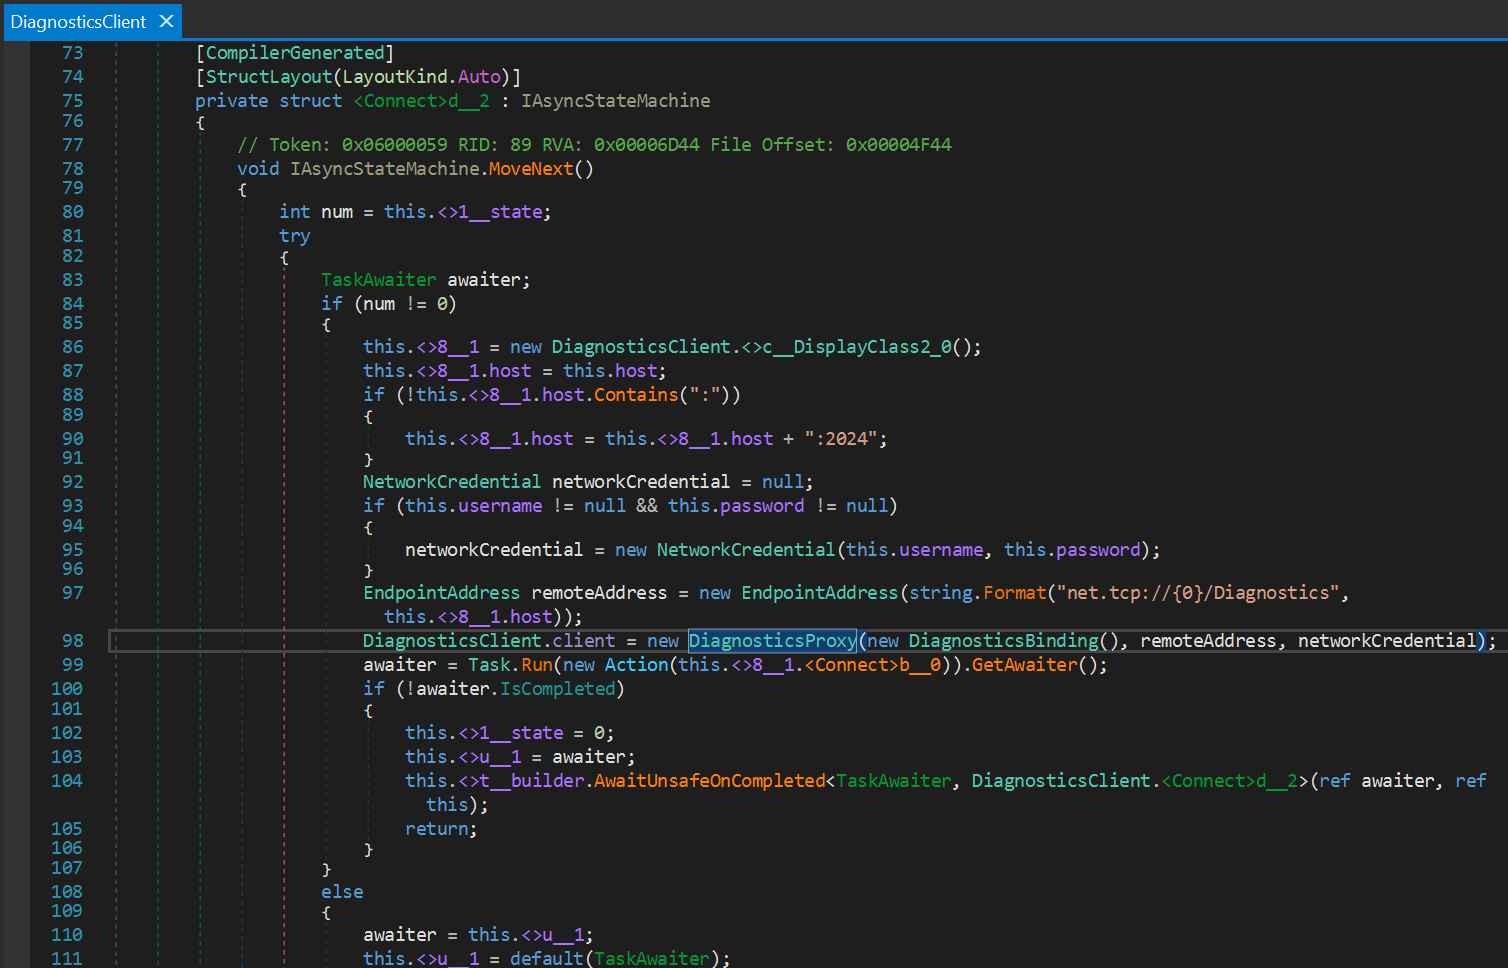 DiagnosticsClient ✕
73 [CompilerGenerated]
74 [StructLayout(LayoutKind.Auto)]
75 private struct <Connect>d__2 : IAsyncStateMachine
76 {
77 // Token: 0x06000059 RID: 89 RVA: 0x00006D44 File Offset: 0x00004F44
78 void IAsyncStateMachine.MoveNext()
79 {
80 int num = this.<>1__state;
81 try
82 {
83 TaskAwaiter awaiter;
84 if (num != 0)
85 {
86 this.<>8__1 = new DiagnosticsClient.<>c__DisplayClass2_0();
87 this.<>8__1.host = this.host;
88 if (!this.<>8__1.host.Contains(":"))
89 {
90 this.<>8__1.host = this.<>8__1.host + ":2024";
91 }
92 NetworkCredential networkCredential = null;
93 if (this.username != null && this.password != null)
94 {
95 networkCredential = new NetworkCredential(this.username, this.password);
96 }
97 EndpointAddress remoteAddress = new EndpointAddress(string.Format("net.tcp://{0}/Diagnostics",
this.<>8__1.host));
98 DiagnosticsClient.client = new DiagnosticsProxy(new DiagnosticsBinding(), remoteAddress, networkCredential);
99 awaiter = Task.Run(new Action(this.<>8__1.<Connect>b__0)).GetAwaiter();
100 if (!awaiter.IsCompleted)
101 {
102 this.<>1__state = 0;
103 this.<>u__1 = awaiter;
104 this.<>t__builder.AwaitUnsafeOnCompleted<TaskAwaiter, DiagnosticsClient.<Connect>d__2>(ref awaiter, ref
this);
105 return;
106 }
107 }
108 else
109 {
110 awaiter = this.<>u__1;
111 this.<>u__1 = default(TaskAwaiter);